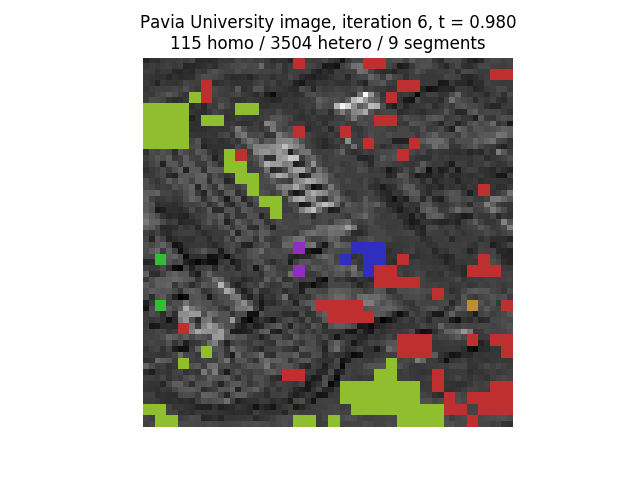 Pavia University image, iteration 6, t = 0.980
115 homo / 3504 hetero / 9 segments